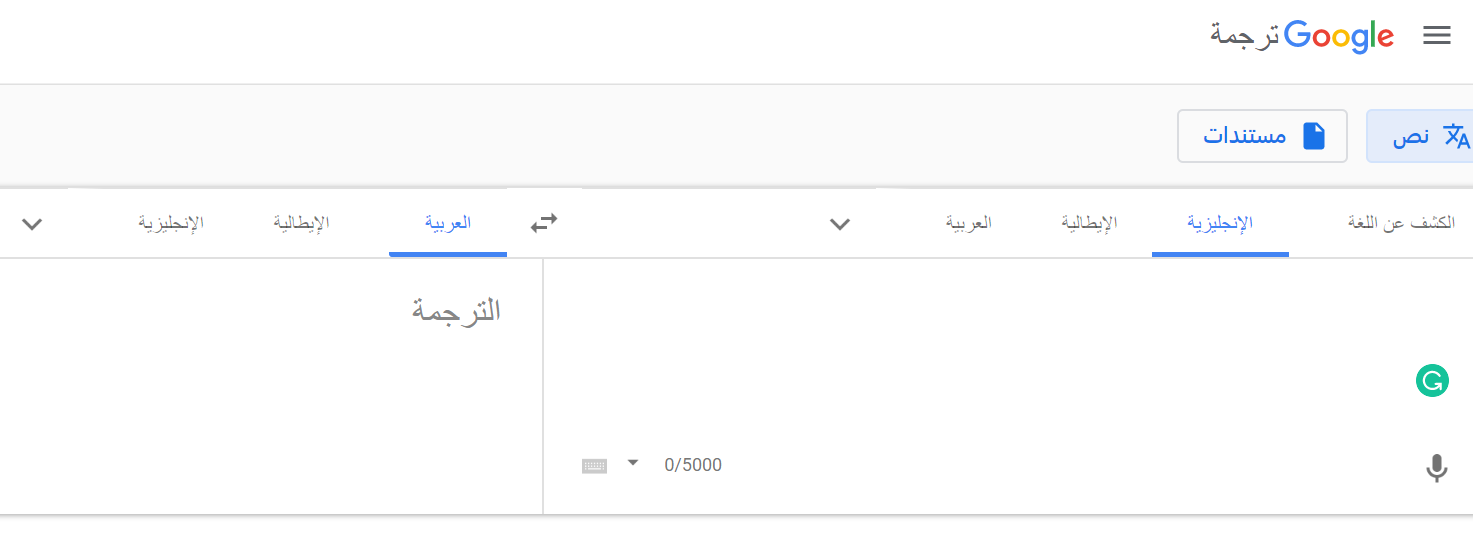 Google ترجمة
نص مستندات
الكشف عن اللغة الإنجليزية الإيطالية العربية العربية الإيطالية الإنجليزية
الترجمة
0/5000